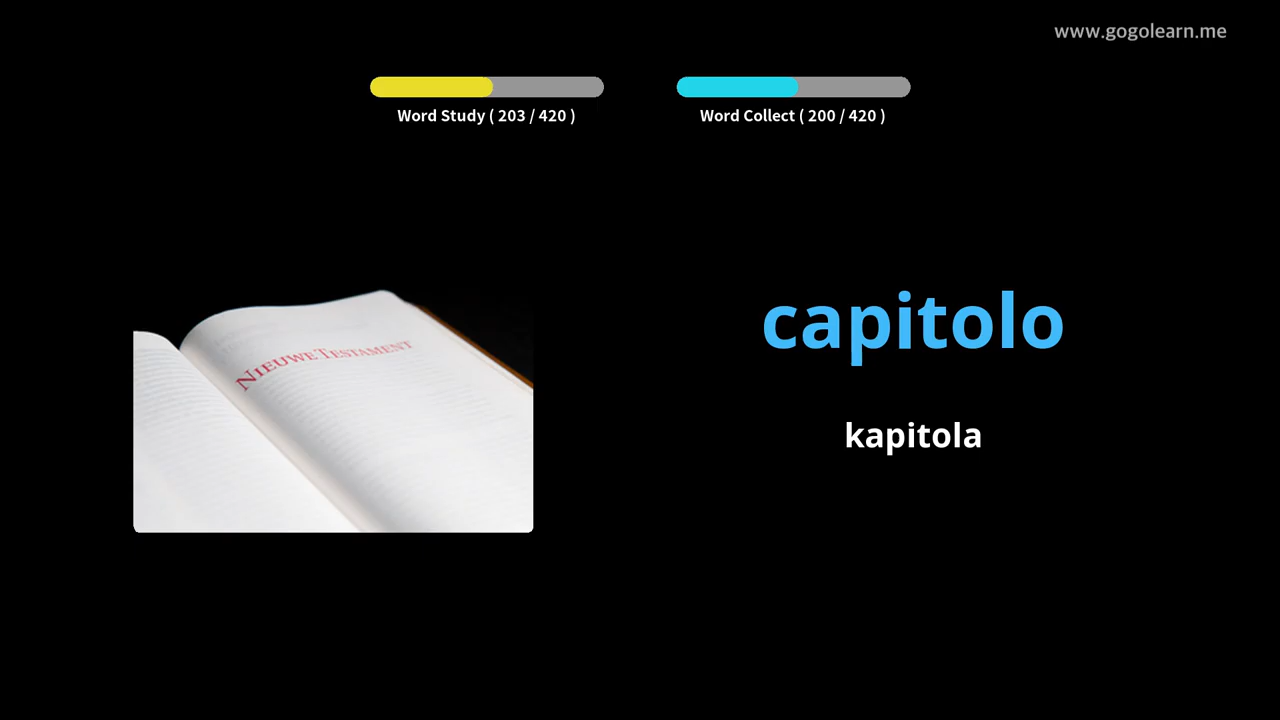 www.gogolearn.me
Word Study ( 203 / 420 )
Word Collect ( 200 / 420 )
NIEUWE TESTAMENT
capitolo
kapitola